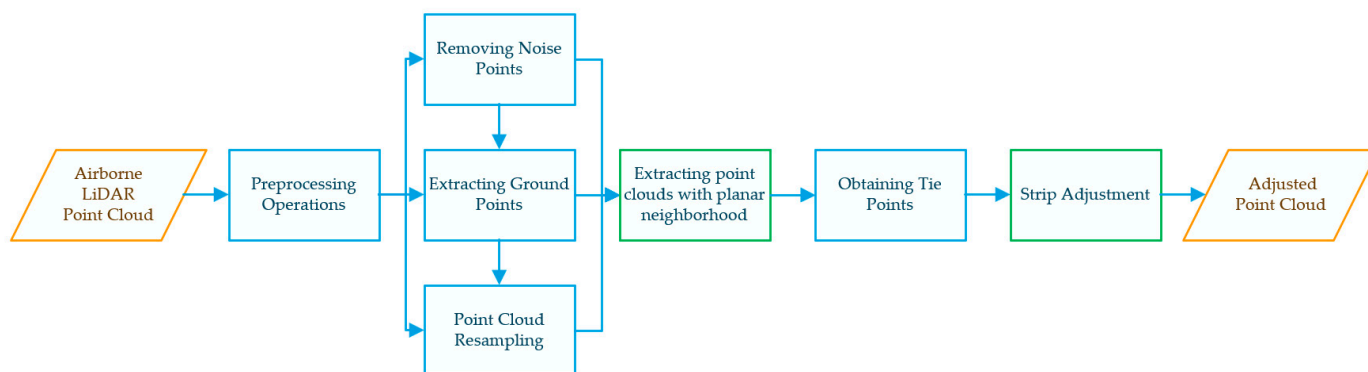 Airborne
LiDAR
Point Cloud
Preprocessing
Operations
Removing Noise
Points
Extracting Ground
Points
Point Cloud
Resampling
Extracting point
clouds with planar
neighborhood
Obtaining Tie
Points
Strip Adjustment
Adjusted
Point Cloud